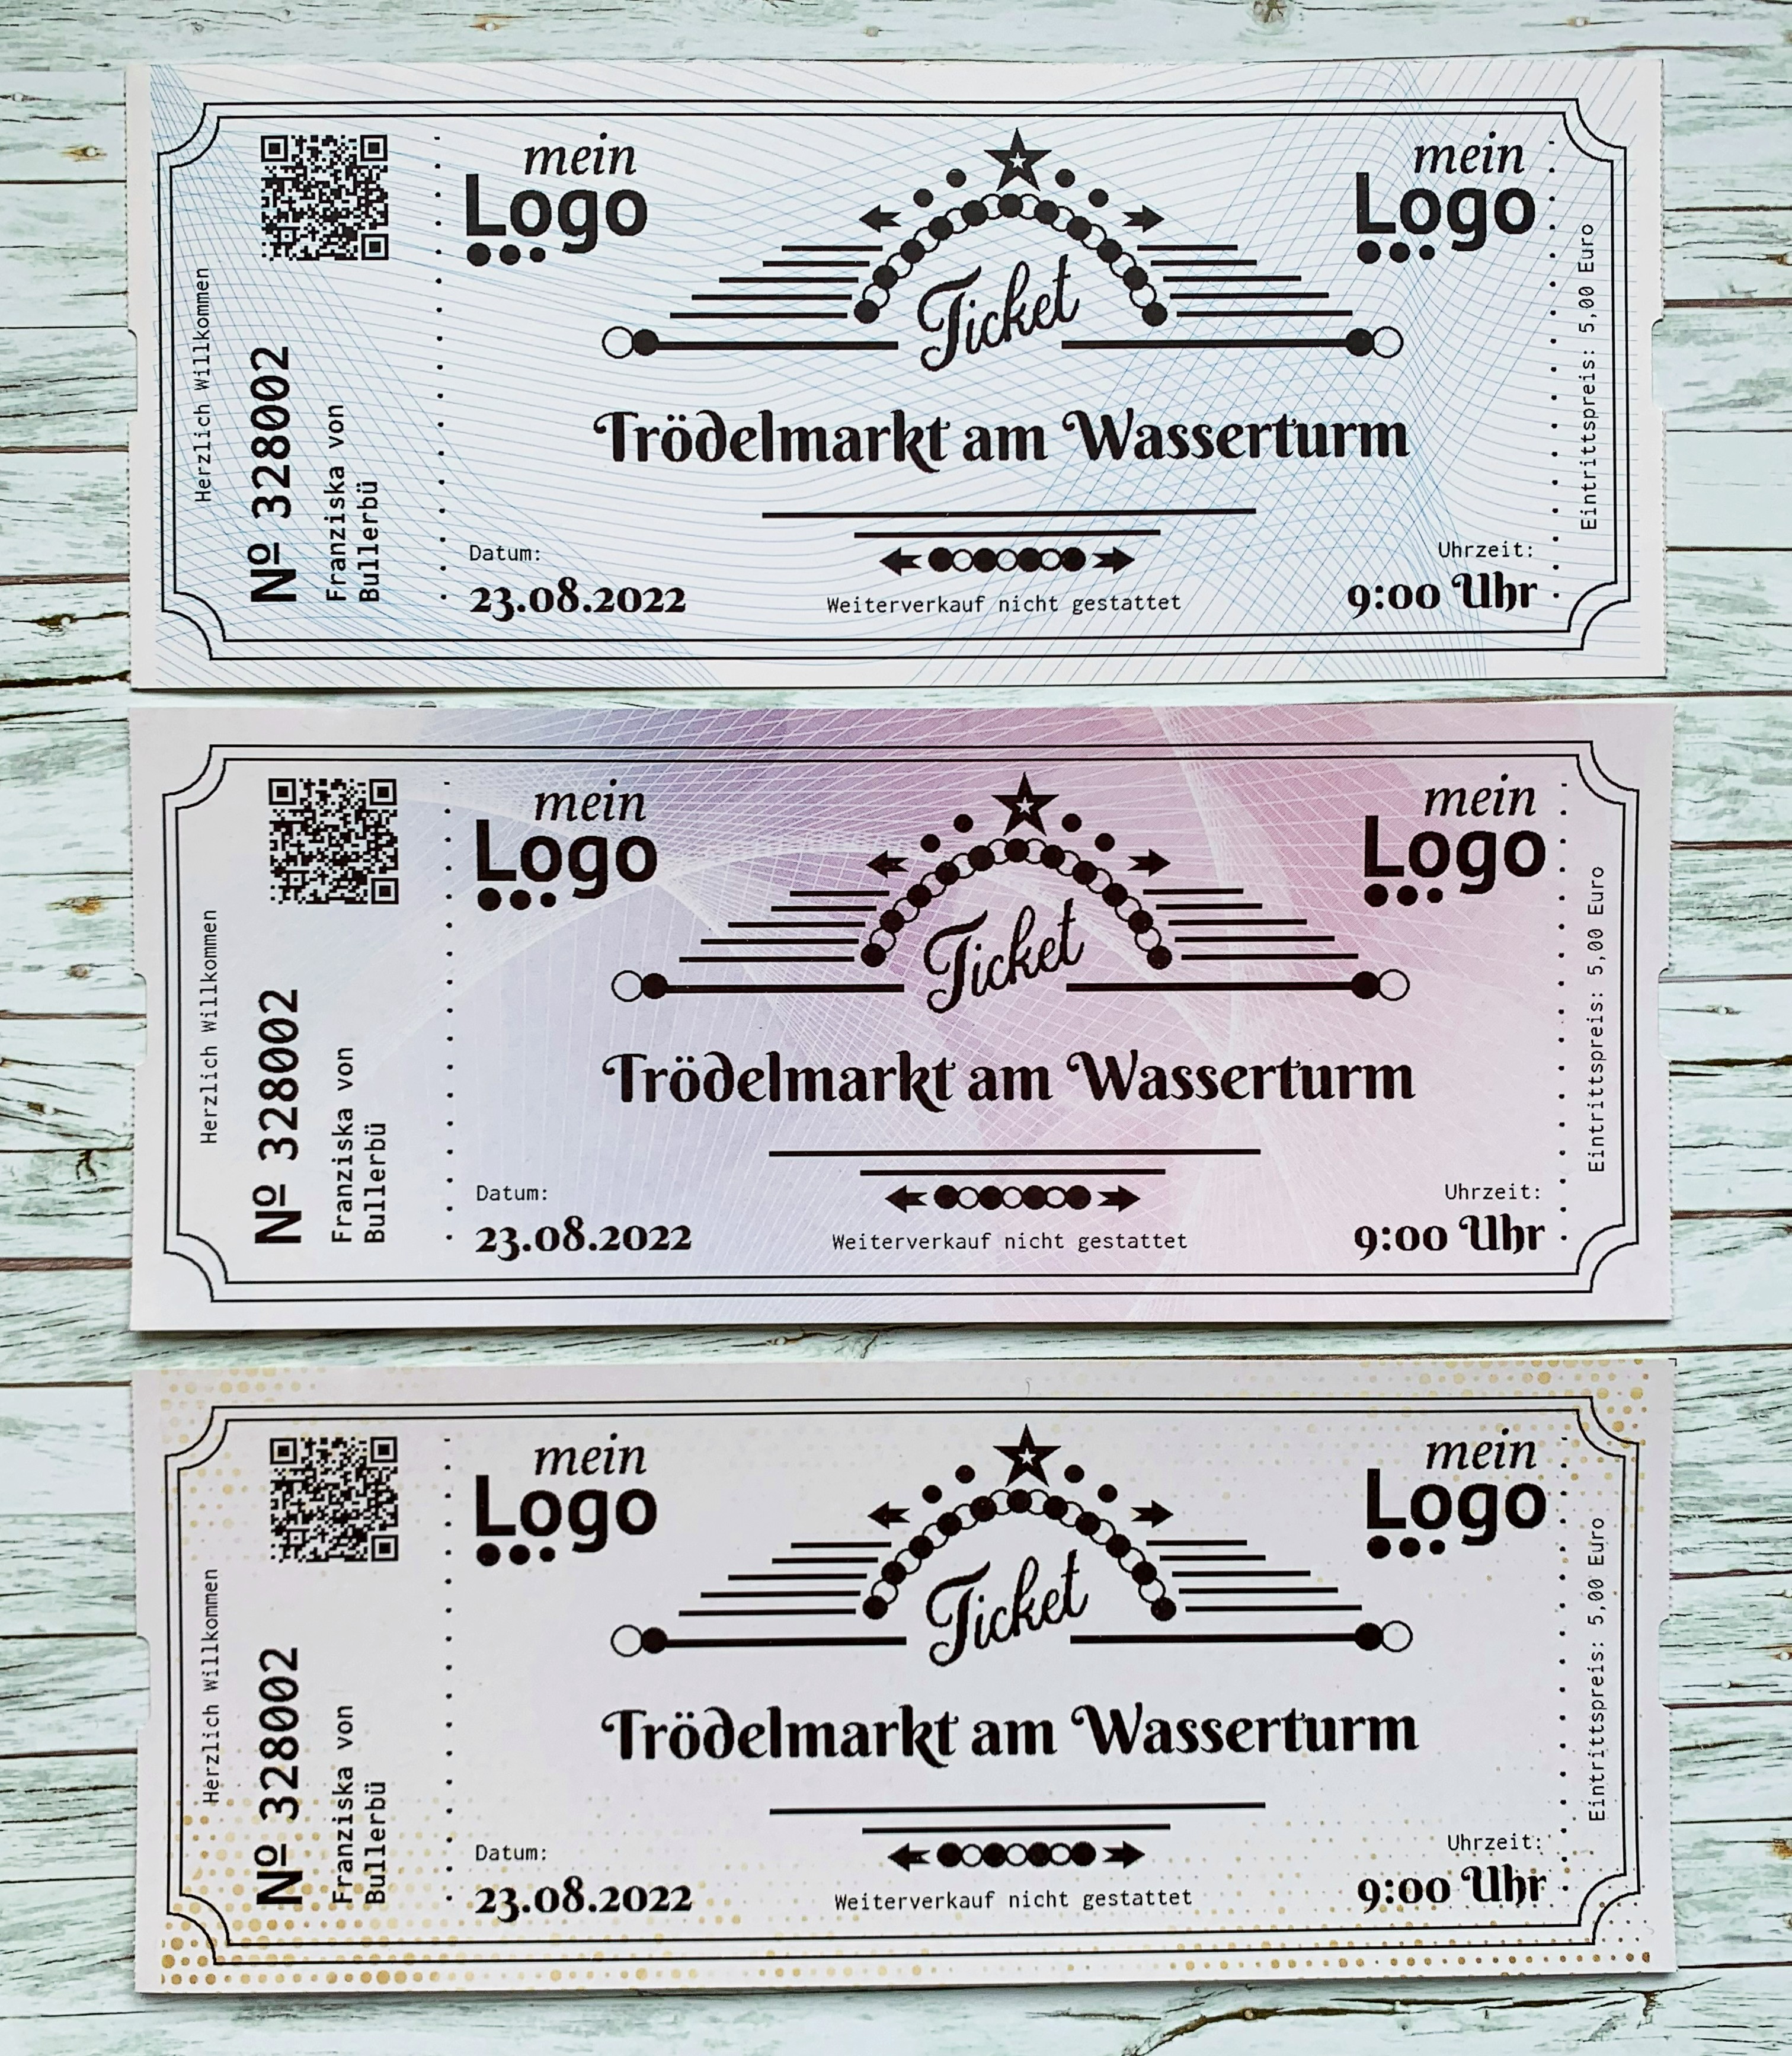 Herzlich Willkommen
Nº 328002
Franziska von
Bullerbü
mein
Logo
Ticket
mein
Logo
Trödelmarkt am Wasserturm
Datum:
23.08.2022
Weiterverkauf nicht gestattet
Uhrzeit:
9:00 Uhr
Eintrittspreis: 5,00 Euro
Herzlich Willkommen
Nº 328002
Franziska von
Bullerbü
mein
Logo
Ticket
mein
Logo
Trödelmarkt am Wasserturm
Datum:
23.08.2022
Weiterverkauf nicht gestattet
Uhrzeit:
9:00 Uhr
Eintrittspreis: 5,00 Euro
Herzlich Willkommen
Nº 328002
Franziska von
Bullerbü
mein
Logo
Ticket
mein
Logo
Trödelmarkt am Wasserturm
Datum:
23.08.2022
Weiterverkauf nicht gestattet
Uhrzeit:
9:00 Uhr
Eintrittspreis: 5,00 Euro